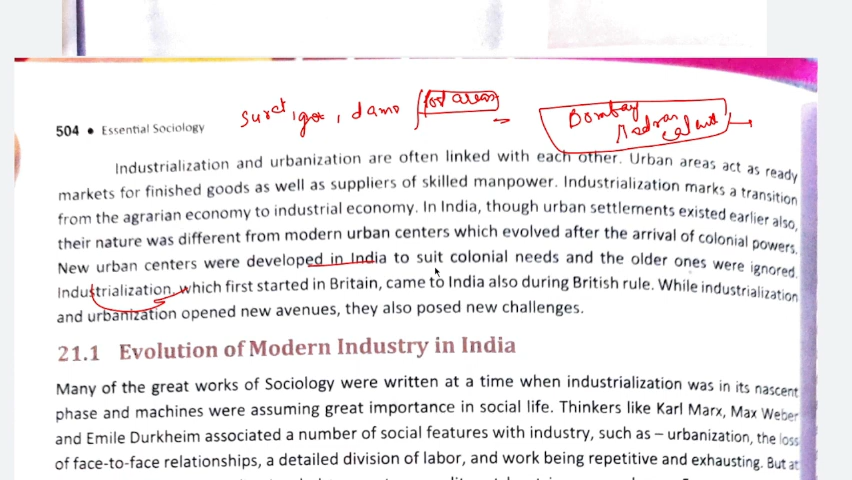 Surat, goa, damo
Bombay
Madras
504 • Essential Sociology
Industrialization and urbanization are often linked with each other. Urban areas act as ready
markets for finished goods as well as suppliers of skilled manpower. Industrialization marks a transition
from the agrarian economy to industrial economy. In India, though urban settlements existed earlier also,
their nature was different from modern urban centers which evolved after the arrival of colonial powers.
New urban centers were developed in India to suit colonial needs and the older ones were ignored.
Industrialization, which first started in Britain, came to India also during British rule. While industrialization
and urbanization opened new avenues, they also posed new challenges.
21.1 Evolution of Modern Industry in India
Many of the great works of Sociology were written at a time when industrialization was in its nascent
phase and machines were assuming great importance in social life. Thinkers like Karl Marx, Max Weber
and Emile Durkheim associated a number of social features with industry, such as – urbanization, the loss
of face-to-face relationships, a detailed division of labor, and work being repetitive and exhausting. But at